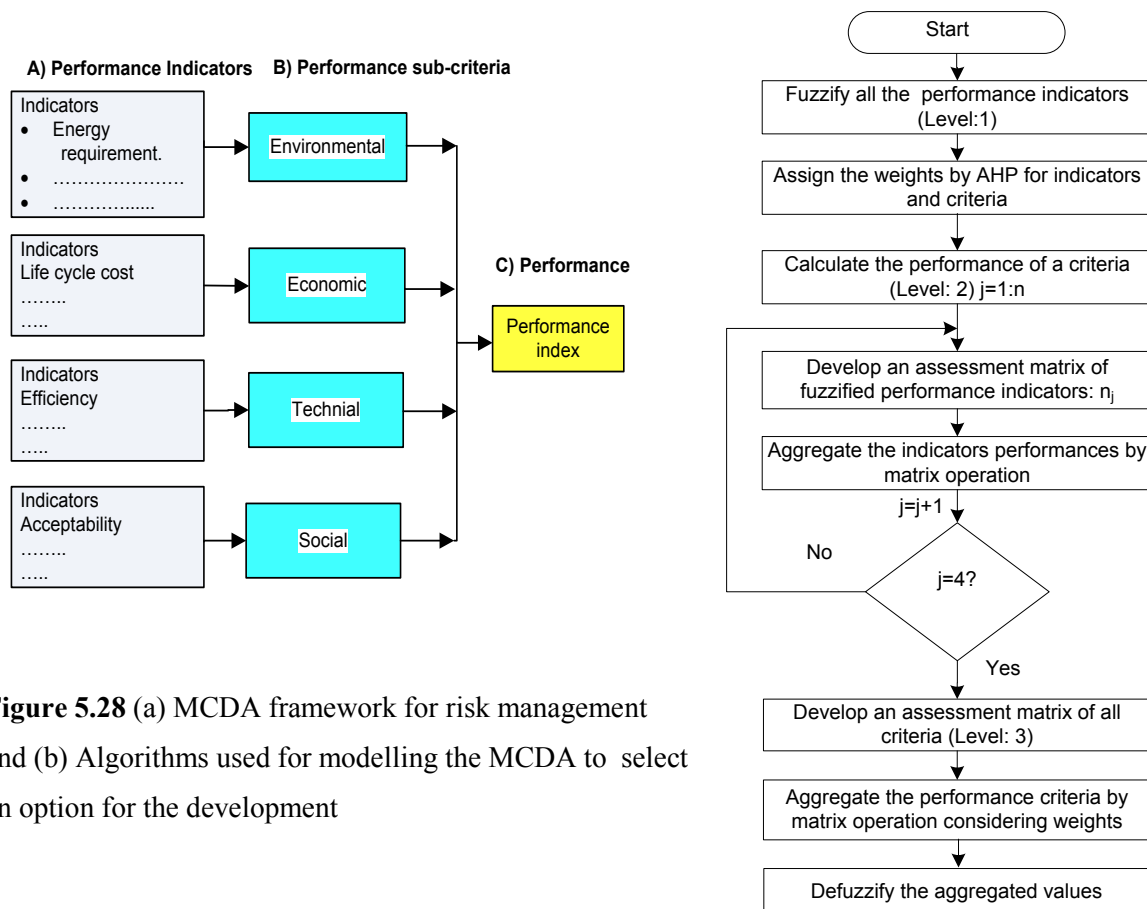 A) Performance Indicators
B) Performance sub-criteria
Indicators
• Energy
requirement.
• ......................
• ..................
Environmental
Indicators
Life cycle cost
........
.....
Economic
C) Performance
Performance
index
Indicators
Efficiency
........
.....
Technial
Indicators
Acceptability
........
.....
Social
igure 5.28 (a) MCDA framework for risk management
nd (b) Algorithms used for modelling the MCDA to select
n option for the development
Start
Fuzzify all the performance indicators
(Level:1)
Assign the weights by AHP for indicators
and criteria
Calculate the performance of a criteria
(Level: 2) j=1:n
Develop an assessment matrix of
fuzzified performance indicators: nj
Aggregate the indicators performances by
matrix operation
j=j+1
No
j=4?
Yes
Develop an assessment matrix of all
criteria (Level: 3)
Aggregate the performance criteria by
matrix operation considering weights
Defuzzify the aggregated values